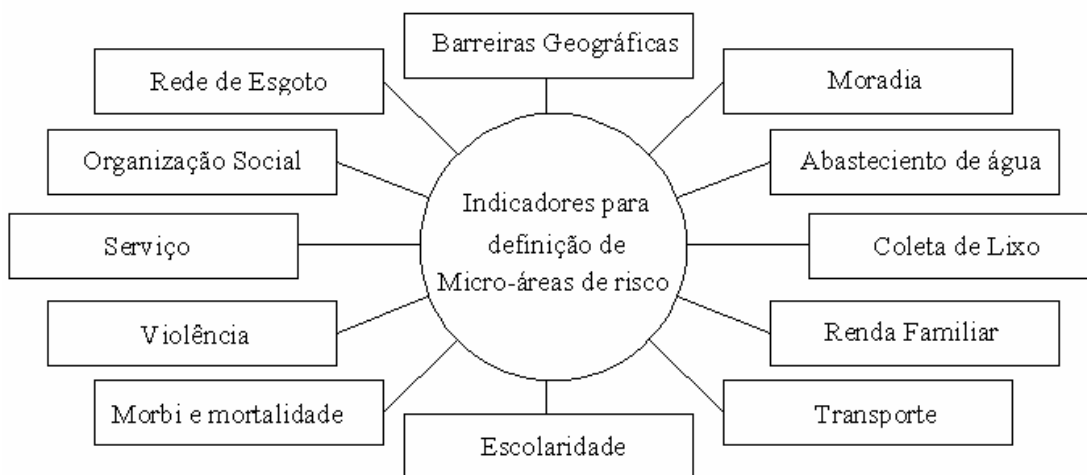 Barreiras Geográficas
Rede de Esgoto
Moradia
Organização Social
Abasteciento de água
Indicadores para
definição de
Micro-áreas de risco
Serviço
Coleta de Lixo
Violência
Renda Familiar
Morbi e mortalidade
Transporte
Escolaridade